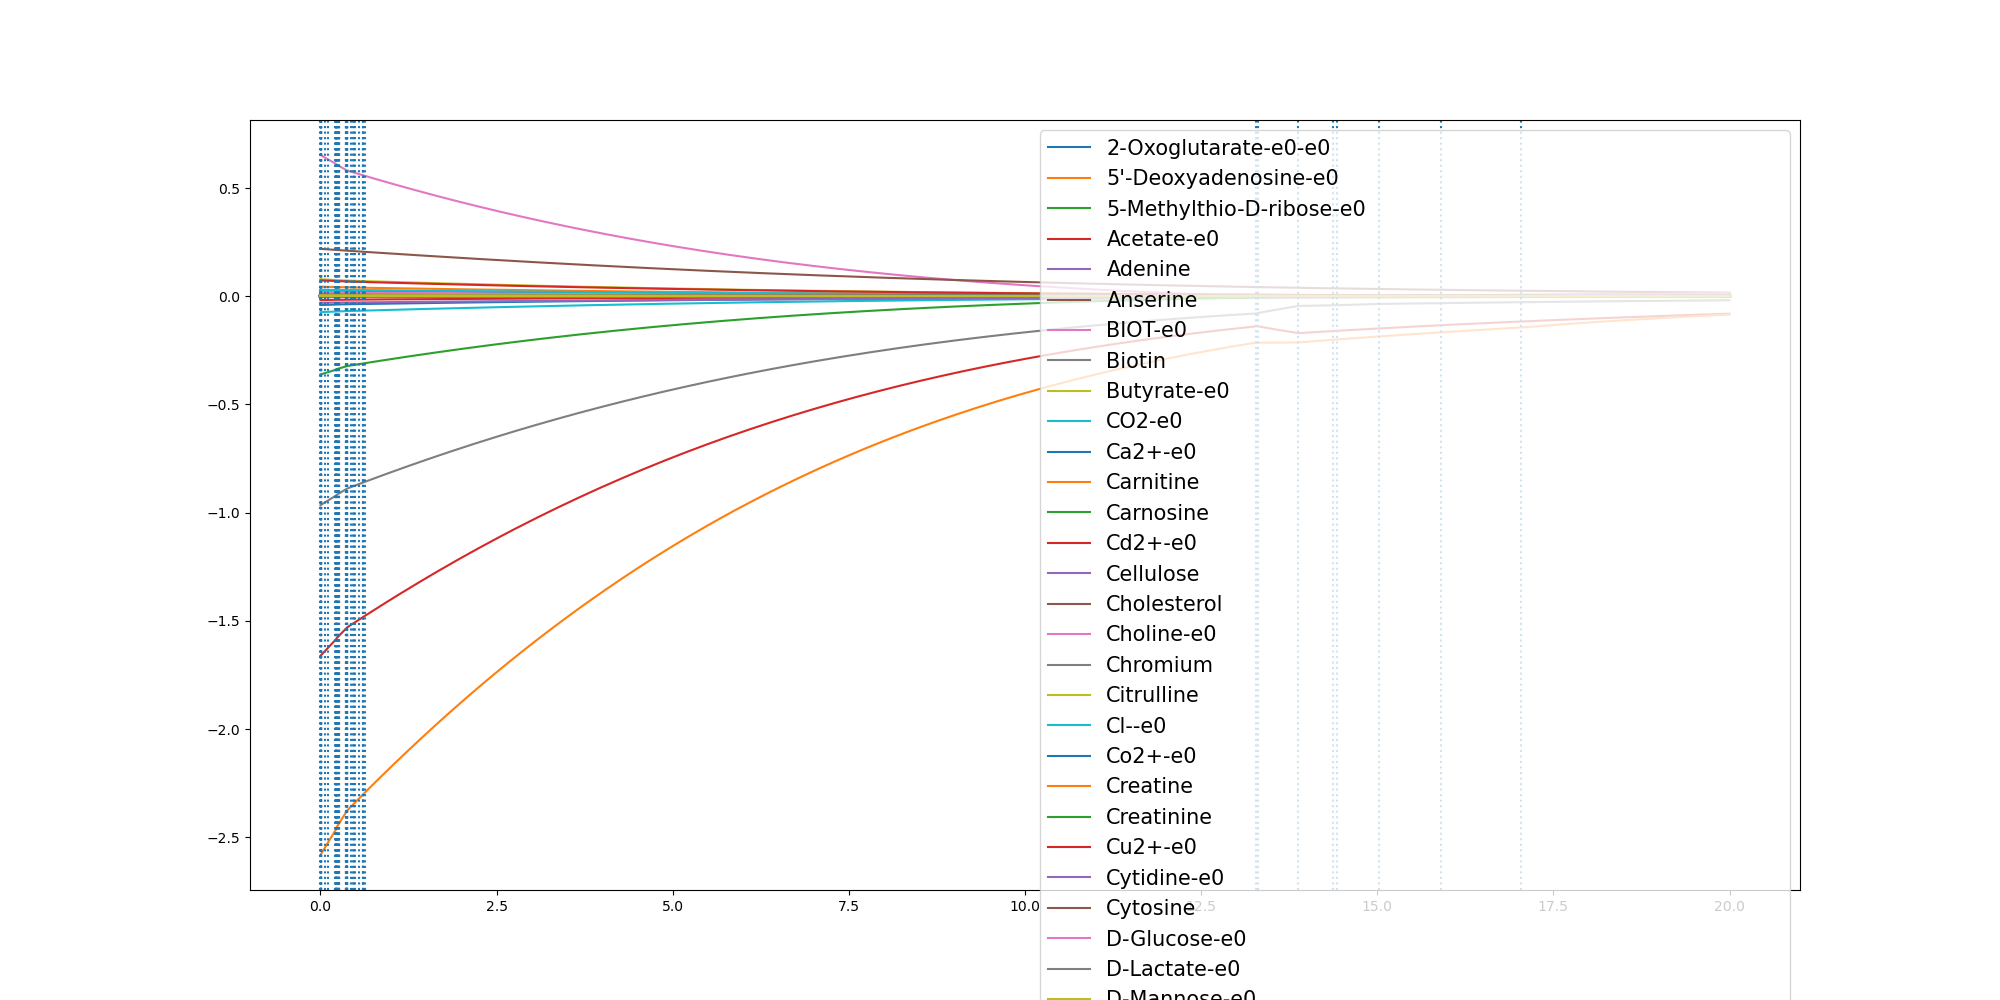 0.5
0.0
−0.5
−1.0
−1.5
−2.0
−2.5
0.0 2.5 5.0 7.5 10.0 12.5 15.0 17.5 20.0
2-Oxoglutarate-e0-e0
5'-Deoxyadenosine-e0
5-Methylthio-D-ribose-e0
Acetate-e0
Adenine
Anserine
BIOT-e0
Biotin
Butyrate-e0
CO2-e0
Ca2+-e0
Carnitine
Carnosine
Cd2+-e0
Cellulose
Cholesterol
Choline-e0
Chromium
Citrulline
Cl--e0
Co2+-e0
Creatine
Creatinine
Cu2+-e0
Cytidine-e0
Cytosine
D-Glucose-e0
D-Lactate-e0
D-Mannose-e0